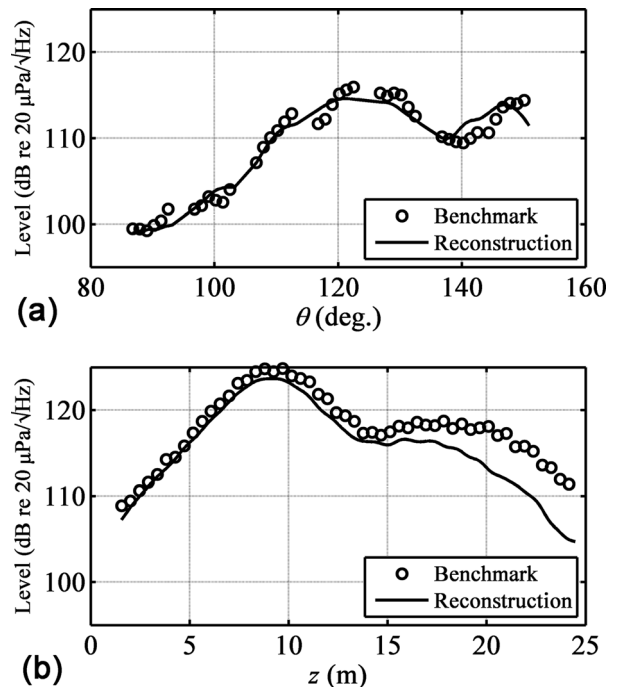 Level (dB re 20 μPa/√Hz)
120
110
100
Benchmark
Reconstruction
80 100 120 140 160
θ (deg.)
(a)
Level (dB re 20 μPa/√Hz)
120
110
100
Benchmark
Reconstruction
0 5 10 15 20 25
z (m)
(b)